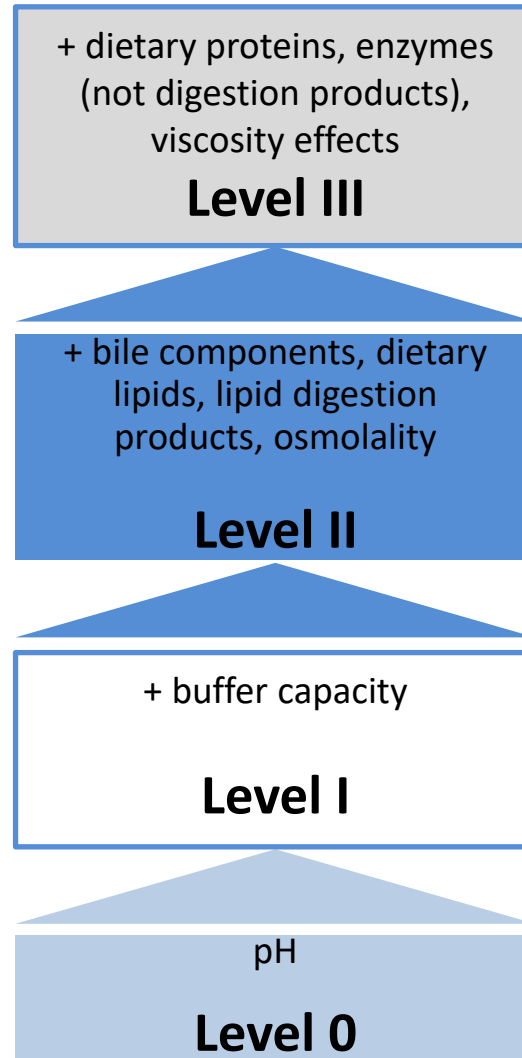 + dietary proteins, enzymes
(not digestion products),
viscosity effects
Level III
+ bile components, dietary
lipids, lipid digestion
products, osmolality
Level II
+ buffer capacity
Level I
pH
Level 0